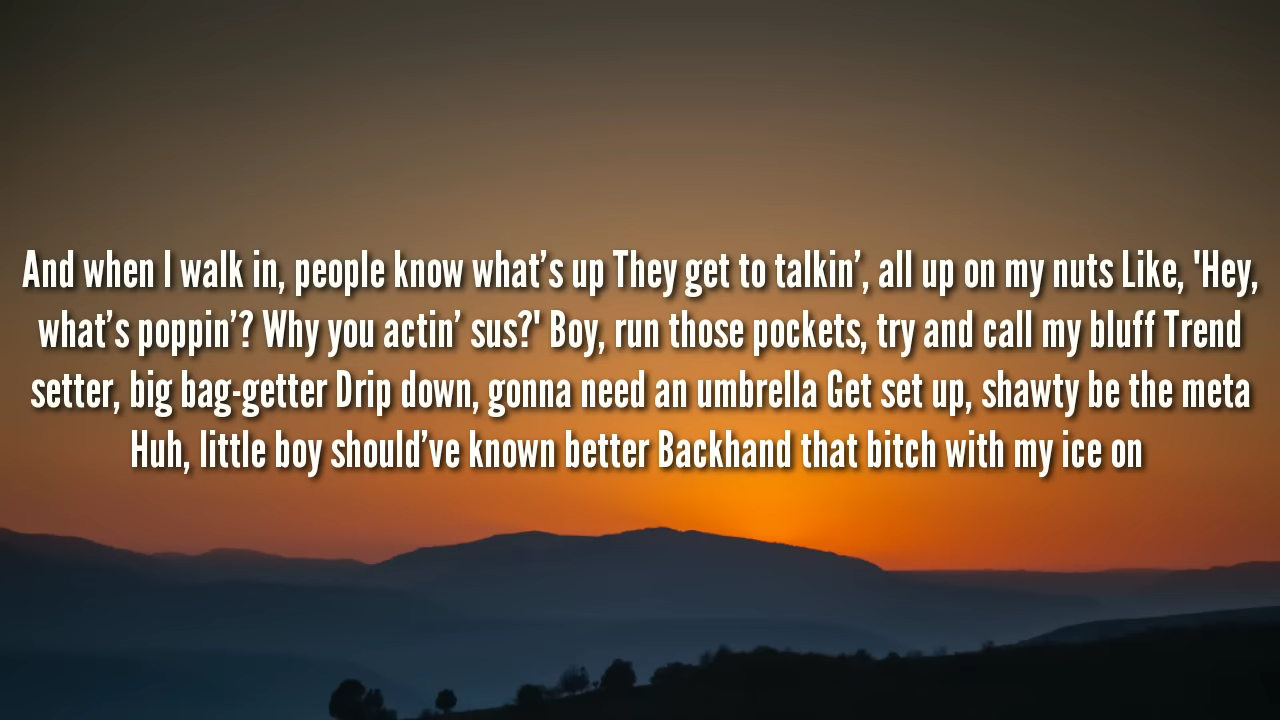 And when I walk in, people know what’s up They get to talkin’, all up on my nuts Like, 'Hey,
what’s poppin’? Why you actin’ sus?' Boy, run those pockets, try and call my bluff Trend
setter, big bag-getter Drip down, gonna need an umbrella Get set up, shawty be the meta
Huh, little boy should’ve known better Backhand that bitch with my ice on